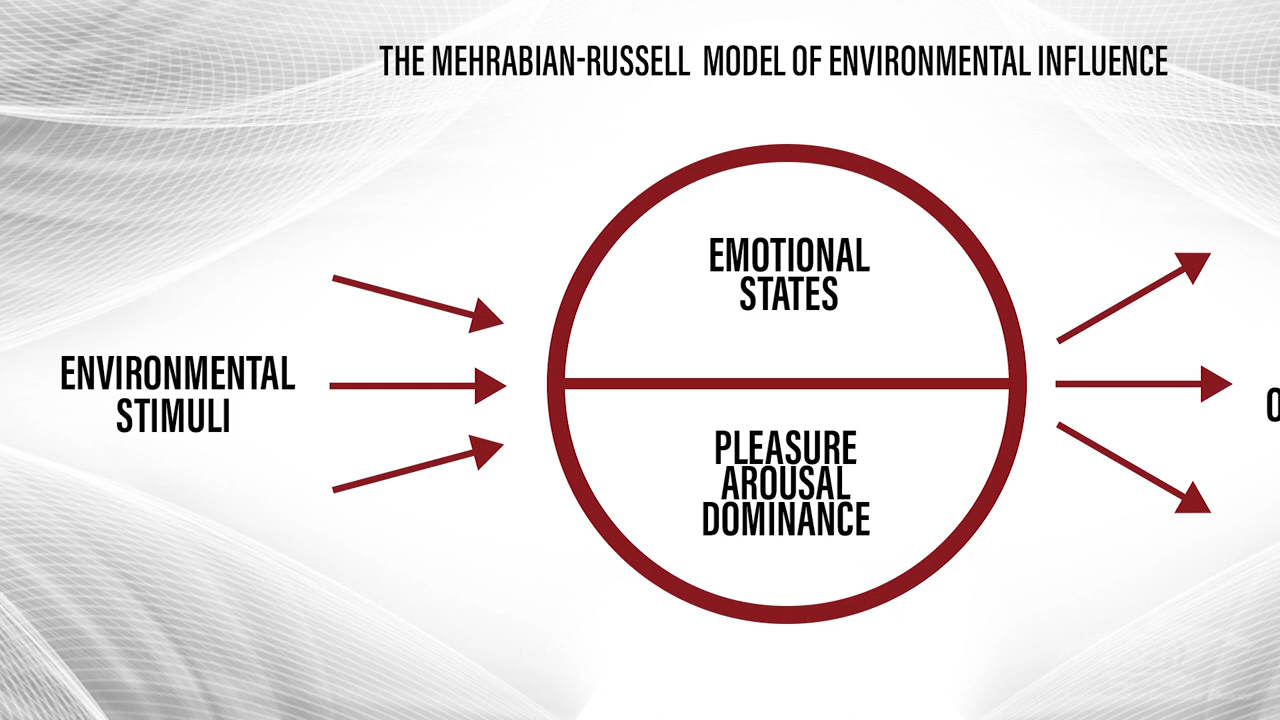 THE MEHRABIAN-RUSSELL MODEL OF ENVIRONMENTAL INFLUENCE
EMOTIONAL
STATES
ENVIRONMENTAL
STIMULI
PLEASURE
AROUSAL
DOMINANCE